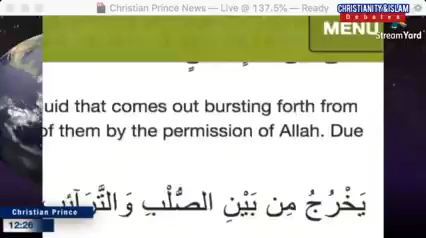 Christian Prince News — Live @ 137.5% — Ready
CHRISTIANITY&ISLAM
Debates
MENU
StreamYard
uid that comes out bursting forth from
of them by the permission of Allah. Due
يَخْرُجُ مِن بَيْنِ الصُّلْبِ وَالتَّرَآئِبِ
Christian Prince
12:26